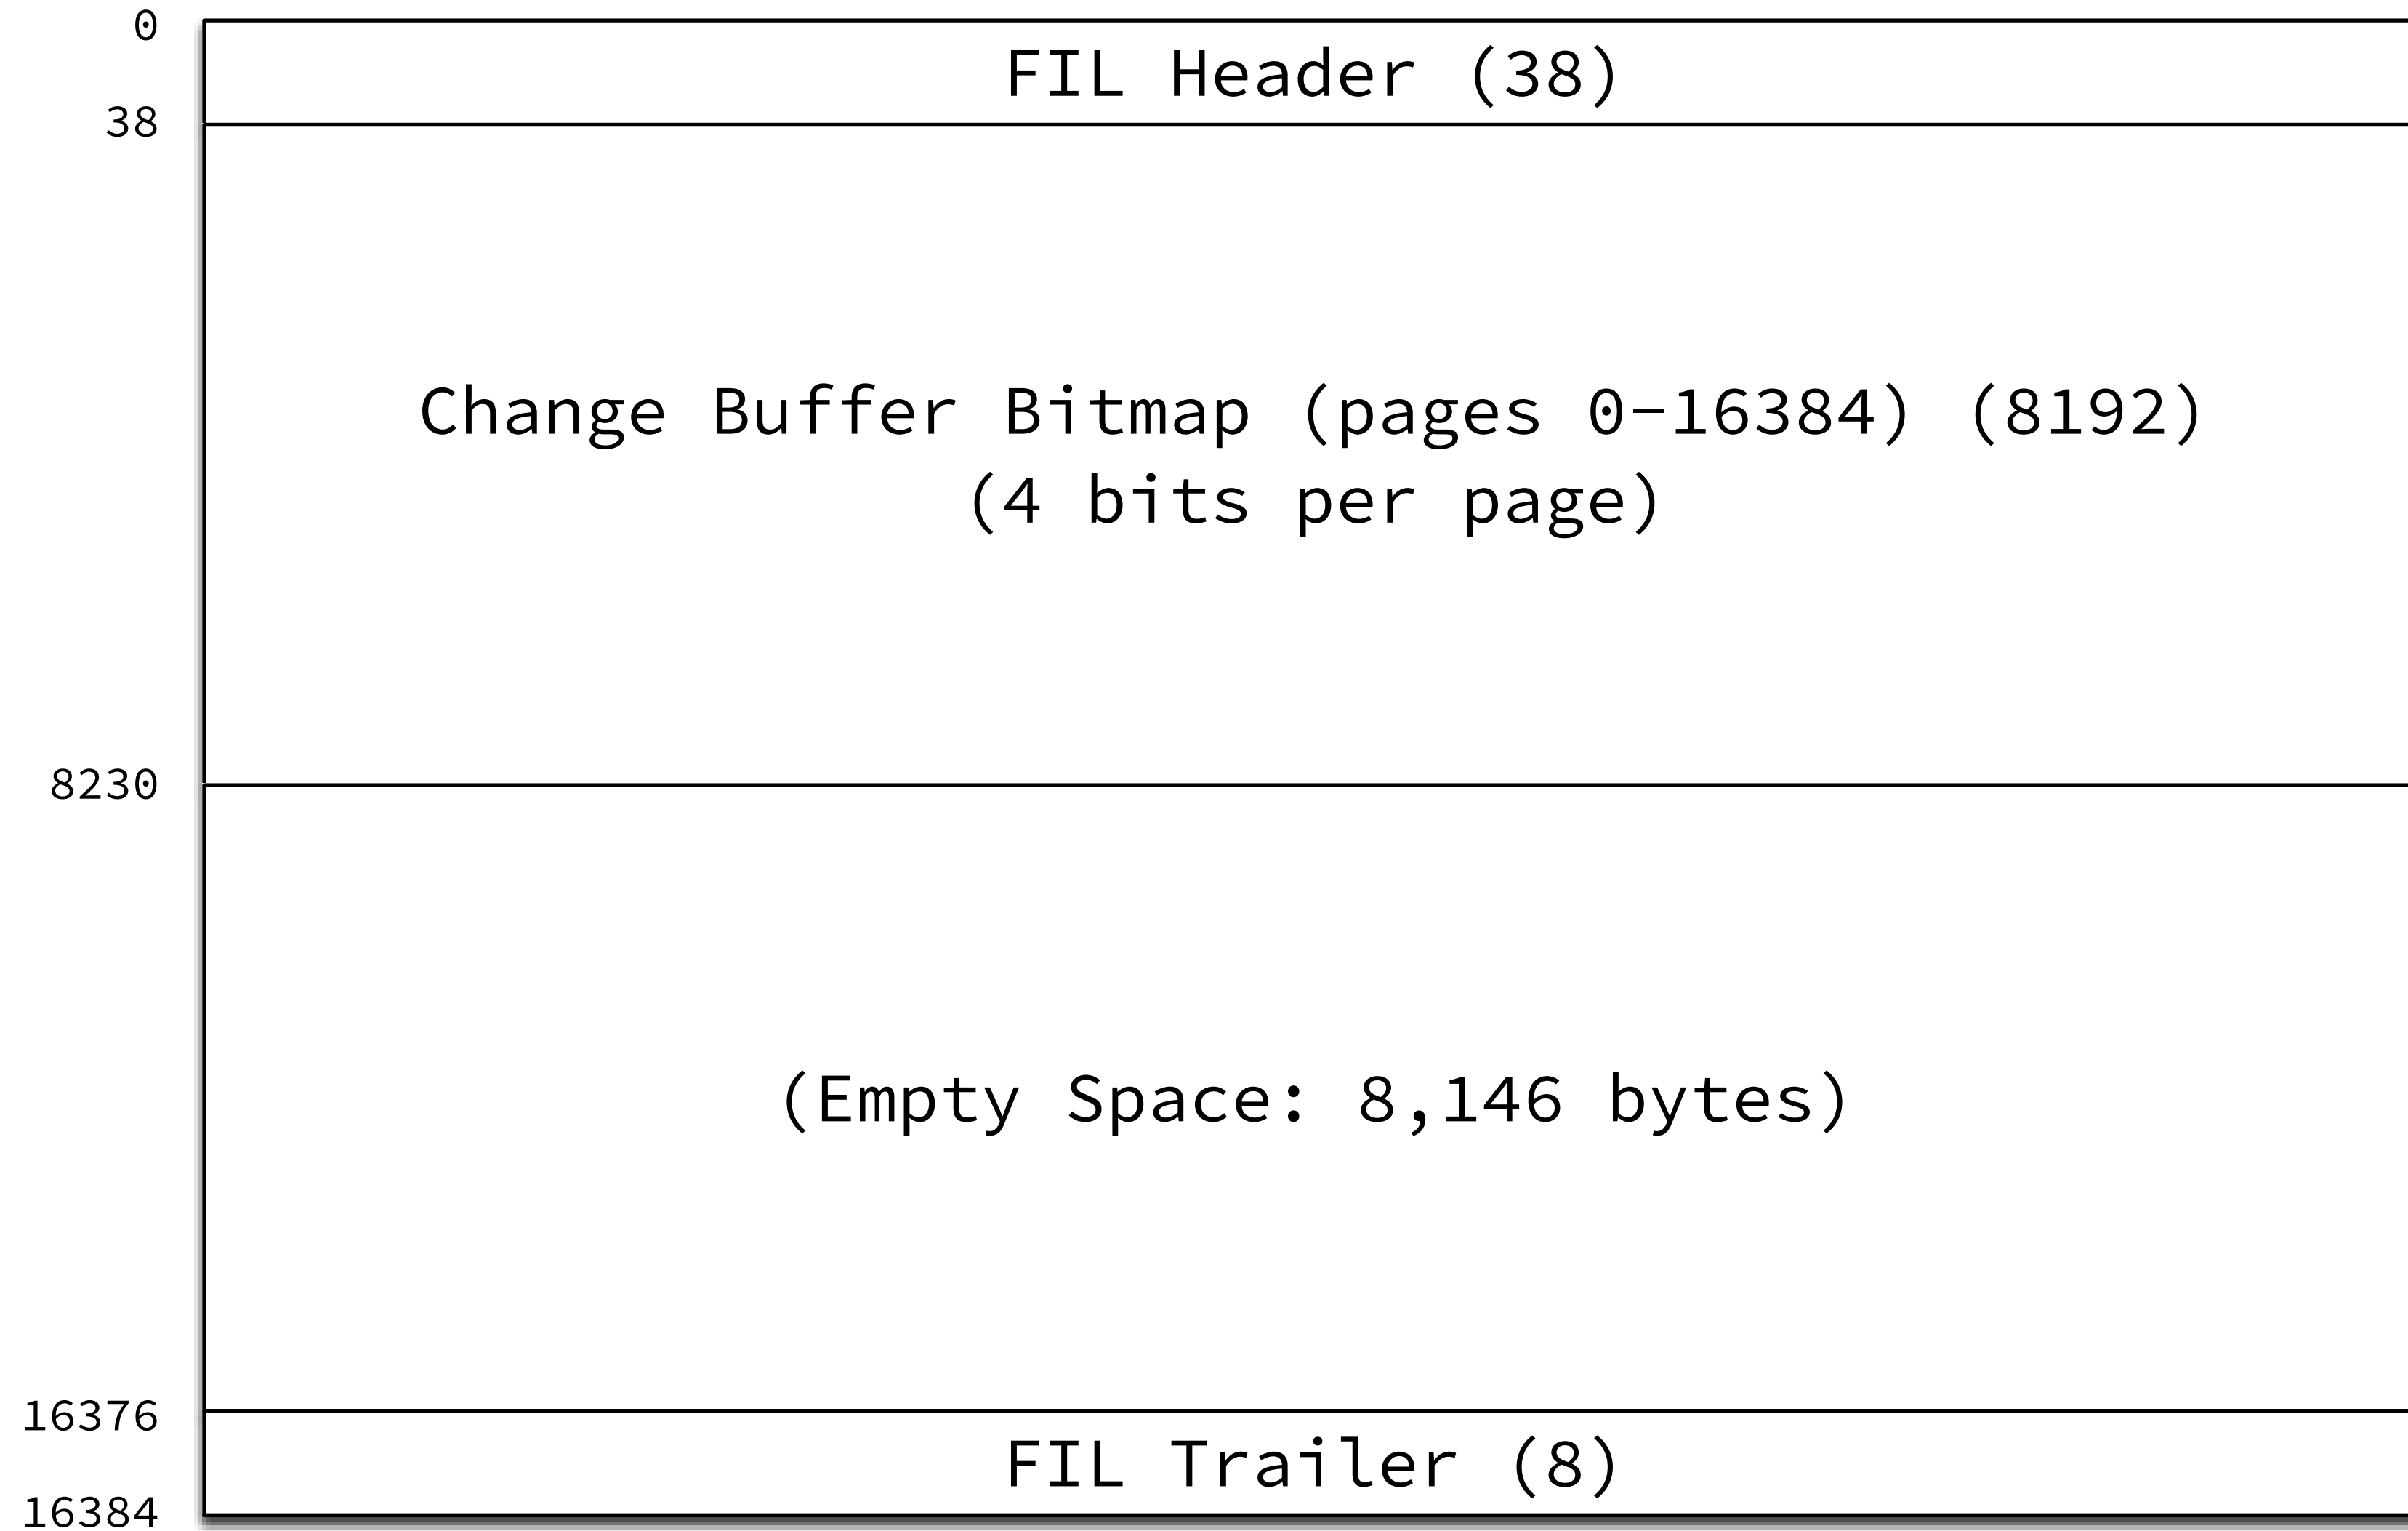 0
FIL Header (38)
38
Change Buffer Bitmap (pages 0-16384) (8192)
(4 bits per page)
8230
(Empty Space: 8,146 bytes)
16376
FIL Trailer (8)
16384